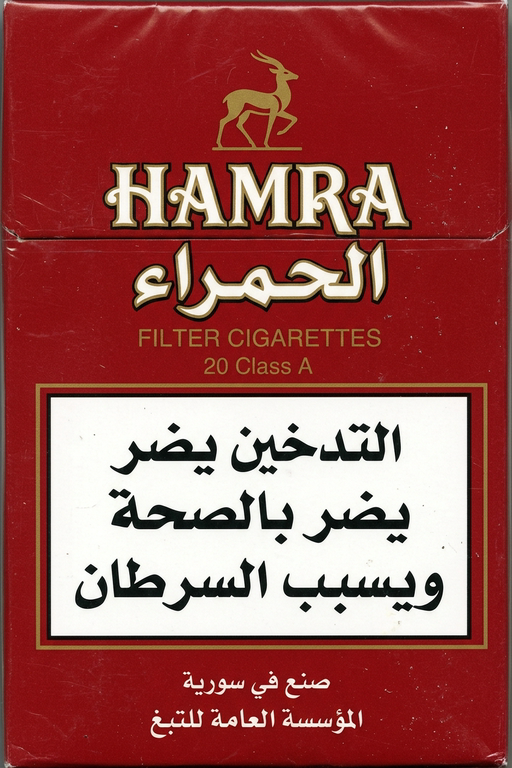 HAMRA
الحمراء
FILTER CIGARETTES
20 Class A
التدخين يضر
يضر بالصحة
ويسبب السرطان
صنع في سورية
المؤسسة العامة للتبغ